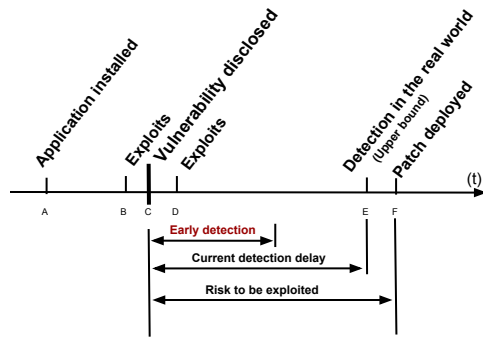 Application installed
Exploits
Vulnerability disclosed
Exploits
Detection in the real world
(Upper bound)
Patch deployed
(t)
A
B
C
D
E
F
Early detection
Current detection delay
Risk to be exploited